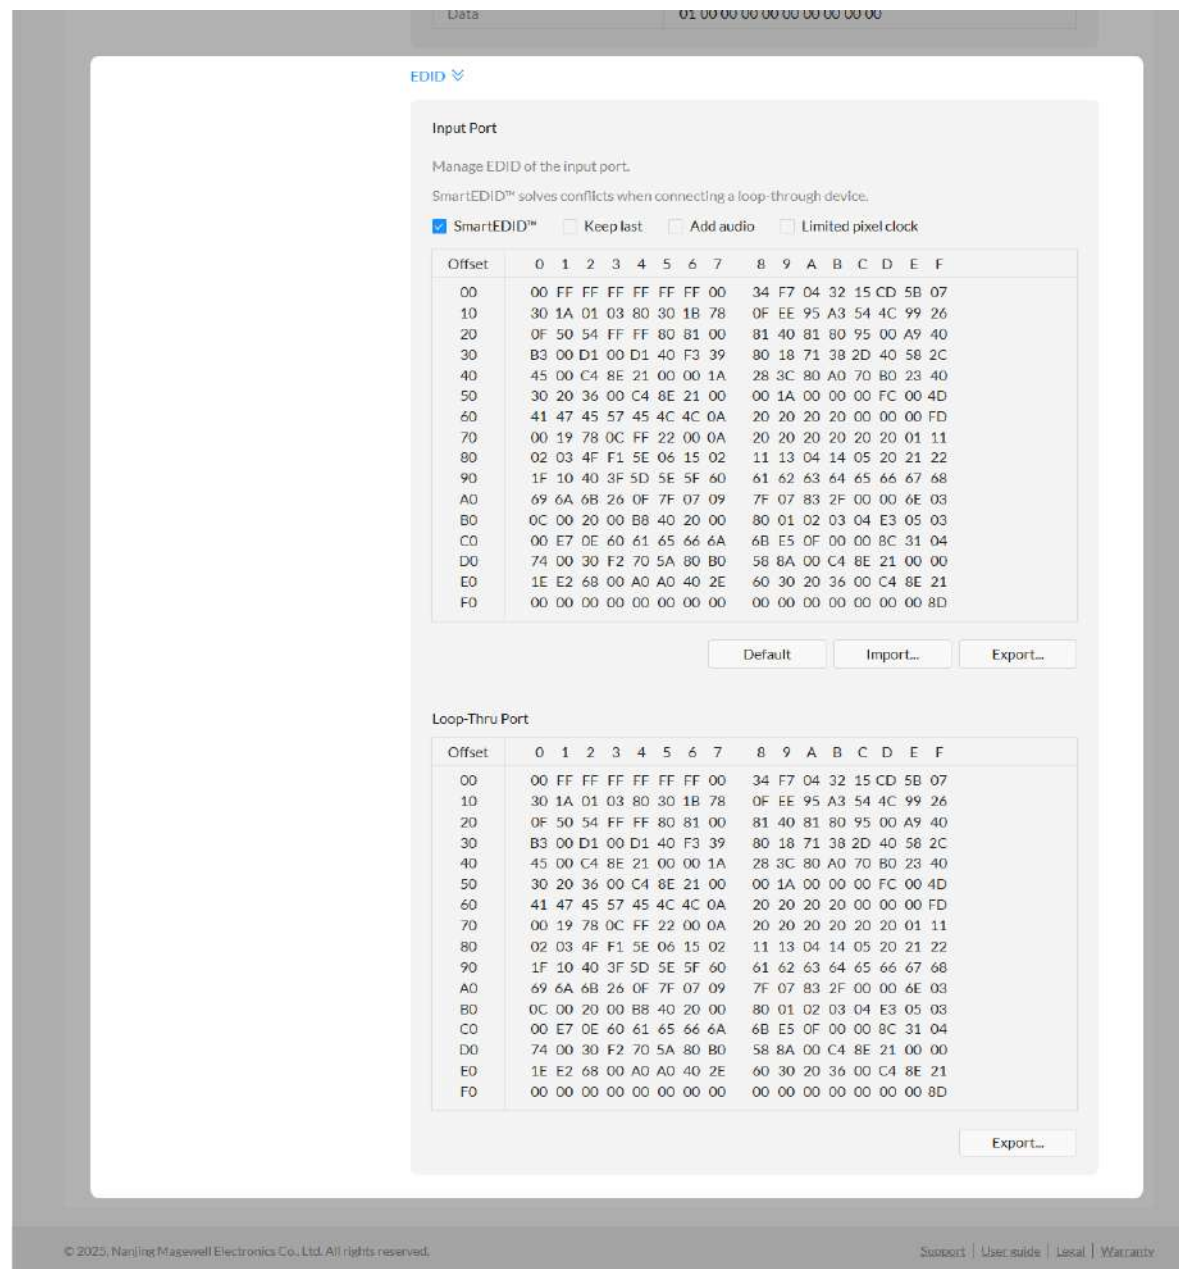 Data 01 00 00 00 00 00 00 00 00 00
EDID
Input Port
Manage EDID of the input port.
SmartEDID™ solves conflicts when connecting a loop-through device.
SmartEDID™ Keep last Add audio Limited pixel clock
Offset 0 1 2 3 4 5 6 7 8 9 A B C D E F
00 00 FF FF FF FF FF FF 00 34 F7 04 32 15 CD 5B 07
10 30 1A 01 03 80 30 1B 78 0F EE 95 A3 54 4C 99 26
20 0F 50 54 FF FF 80 81 00 81 40 81 80 95 00 A9 40
30 B3 00 D1 00 D1 40 F3 39 80 18 71 38 2D 40 58 2C
40 45 00 C4 8E 21 00 00 1A 28 3C 80 A0 70 B0 23 40
50 30 20 36 00 C4 8E 21 00 00 1A 00 00 00 FC 00 4D
60 41 47 45 57 45 4C 4C 0A 20 20 20 20 00 00 00 FD
70 00 19 78 0C FF 22 00 0A 20 20 20 20 20 20 01 11
80 02 03 4F F1 5E 06 15 02 11 13 04 14 05 20 21 22
90 1F 10 40 3F 5D 5E 5F 60 61 62 63 64 65 66 67 68
A0 69 6A 6B 26 0F 7F 07 09 7F 07 83 2F 00 00 6E 03
B0 0C 00 20 00 B8 40 20 00 80 01 02 03 04 E3 05 03
C0 00 E7 0E 60 61 65 66 6A 6B E5 0F 00 00 8C 31 04
D0 74 00 30 F2 70 5A 80 B0 58 8A 00 C4 8E 21 00 00
E0 1E E2 68 00 A0 A0 40 2E 60 30 20 36 00 C4 8E 21
F0 00 00 00 00 00 00 00 00 00 00 00 00 00 00 00 8D
Default Import... Export...
Loop-Thru Port
Offset 0 1 2 3 4 5 6 7 8 9 A B C D E F
00 00 FF FF FF FF FF FF 00 34 F7 04 32 15 CD 5B 07
10 30 1A 01 03 80 30 1B 78 0F EE 95 A3 54 4C 99 26
20 0F 50 54 FF FF 80 81 00 81 40 81 80 95 00 A9 40
30 B3 00 D1 00 D1 40 F3 39 80 18 71 38 2D 40 58 2C
40 45 00 C4 8E 21 00 00 1A 28 3C 80 A0 70 B0 23 40
50 30 20 36 00 C4 8E 21 00 00 1A 00 00 00 FC 00 4D
60 41 47 45 57 45 4C 4C 0A 20 20 20 20 00 00 00 FD
70 00 19 78 0C FF 22 00 0A 20 20 20 20 20 20 01 11
80 02 03 4F F1 5E 06 15 02 11 13 04 14 05 20 21 22
90 1F 10 40 3F 5D 5E 5F 60 61 62 63 64 65 66 67 68
A0 69 6A 6B 26 0F 7F 07 09 7F 07 83 2F 00 00 6E 03
B0 0C 00 20 00 B8 40 20 00 80 01 02 03 04 E3 05 03
C0 00 E7 0E 60 61 65 66 6A 6B E5 0F 00 00 8C 31 04
D0 74 00 30 F2 70 5A 80 B0 58 8A 00 C4 8E 21 00 00
E0 1E E2 68 00 A0 A0 40 2E 60 30 20 36 00 C4 8E 21
F0 00 00 00 00 00 00 00 00 00 00 00 00 00 00 00 8D
Export...
© 2025, Nanjing Magewell Electronics Co., Ltd. All rights reserved. Support | User guide | Legal | Warranty